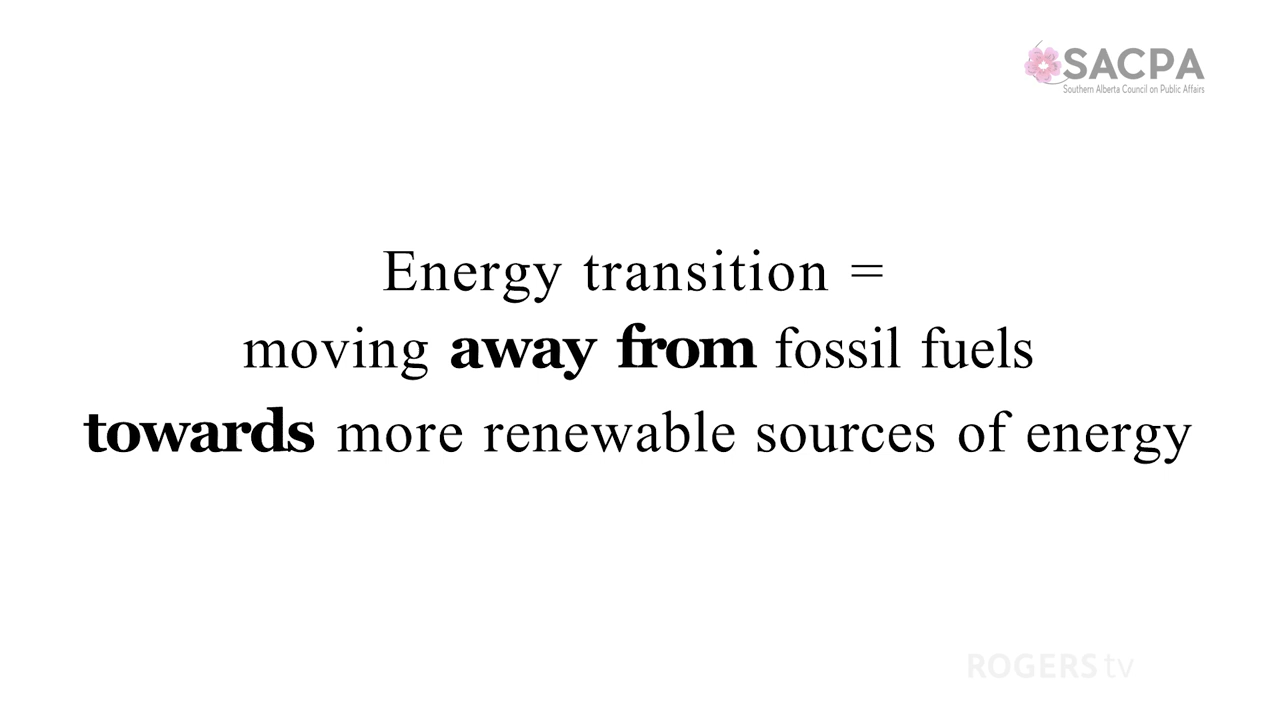 SACPA
Southern Alberta Council on Public Affairs
Energy transition =
moving away from fossil fuels
towards more renewable sources of energy
ROGERS tv